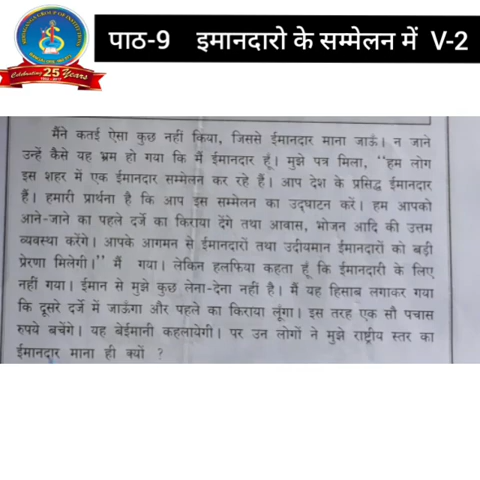 पाठ-9 इमानदारो के सम्मेलन में V-2
Celebrating 25 Years
मैंने कतई ऐसा कुछ नहीं किया, जिससे ईमानदार माना जाऊँ। न जाने
उन्हें कैसे यह भ्रम हो गया कि मैं ईमानदार हूँ। मुझे पत्र मिला, ‘‘हम लोग
इस शहर में एक ईमानदार सम्मेलन कर रहे हैं। आप देश के प्रसिद्ध ईमानदार
हैं। हमारी प्रार्थना है कि आप इस सम्मेलन का उद्घाटन करें। हम आपको
आने-जाने का पहले दर्जे का किराया देंगे तथा आवास, भोजन आदि की उत्तम
व्यवस्था करेंगे। आपके आगमन से ईमानदारों तथा उदीयमान ईमानदारों को बड़ी
प्रेरणा मिलेगी।’’ मैं गया। लेकिन हलफिया कहता हूँ कि ईमानदारी के लिए
नहीं गया। ईमान से मुझे कुछ लेना-देना नहीं है। मैं यह हिसाब लगाकर गया
कि दूसरे दर्जे में जाऊंगा और पहले का किराया लूंगा। इस तरह एक सौ पचास
रुपये बचेंगे। यह बेईमानी कहलायेगी। पर उन लोगों ने मुझे राष्ट्रीय स्तर का
ईमानदार माना ही क्यों ?